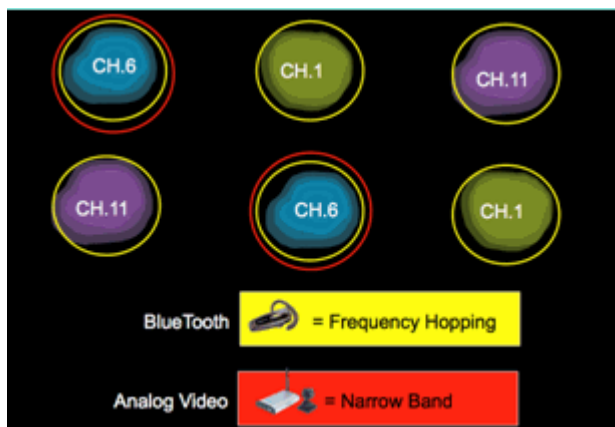 CH.6
CH.1
CH.11
CH.11
CH.6
CH.1
BlueTooth = Frequency Hopping
Analog Video = Narrow Band